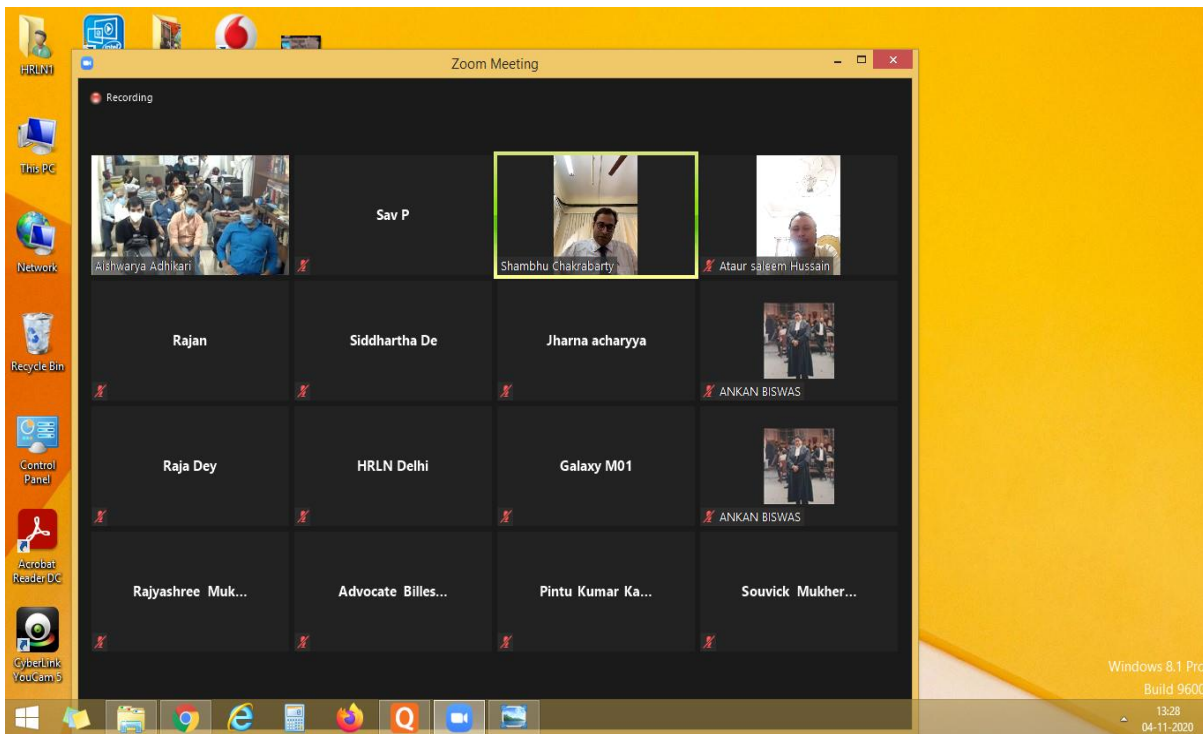 Zoom Meeting
Recording
Aishwarya Adhikari
Sav P
Shambhu Chakrabarty
Ataur saleem Hussain
Rajan
Siddhartha De
Jharna acharyya
ANKAN BISWAS
Raja Dey
HRLN Delhi
Galaxy M01
ANKAN BISWAS
Rajyashree Muk...
Advocate Billes...
Pintu Kumar Ka...
Souvick Mukher...
HRLN1
This PC
Network
Recycle Bin
Control
Panel
Acrobat
Reader DC
CyberLink
YouCam 5
Windows 8.1 Pro
Build 9600
13:28
04-11-2020